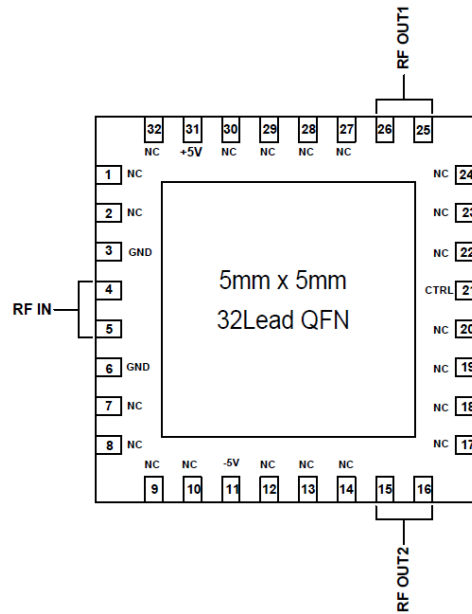 RF OUT1
32 31 30 29 28 27 26 25
NC +5V NC NC NC NC
1 NC
NC 24
2 NC
NC 23
3 GND
NC 22
4
CTRL 21
RF IN
5
NC 20
6 GND
NC 19
7 NC
NC 18
8 NC
NC 17
5mm x 5mm
32Lead QFN
NC NC -5V NC NC NC
9 10 11 12 13 14 15 16
RF OUT2